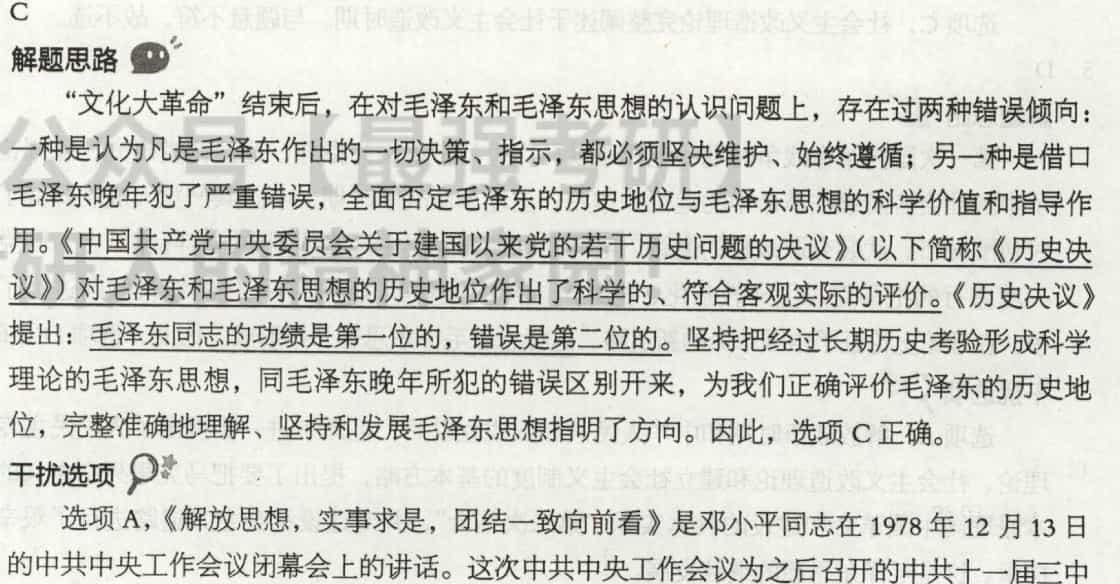 C
解题思路
“文化大革命”结束后，在对毛泽东和毛泽东思想的认识问题上，存在过两种错误倾向：
一种是认为凡是毛泽东作出的一切决策、指示，都必须坚决维护、始终遵循；另一种是借口
毛泽东晚年犯了严重错误，全面否定毛泽东的历史地位与毛泽东思想的科学价值和指导作
用。《中国共产党中央委员会关于建国以来党的若干历史问题的决议》（以下简称《历史决
议》）对毛泽东和毛泽东思想的历史地位作出了科学的、符合客观实际的评价。《历史决议》
提出：毛泽东同志的功绩是第一位的，错误是第二位的。坚持把经过长期历史考验形成科学
理论的毛泽东思想，同毛泽东晚年所犯的错误区别开来，为我们正确评价毛泽东的历史地
位，完整准确地理解、坚持和发展毛泽东思想指明了方向。因此，选项 C 正确。
干扰选项
选项 A，《解放思想，实事求是，团结一致向前看》是邓小平同志在 1978 年 12 月 13 日
的中共中央工作会议闭幕会上的讲话。这次中共中央工作会议为之后召开的中共十一届三中
公众号【最强考研】
研人的精神家园！